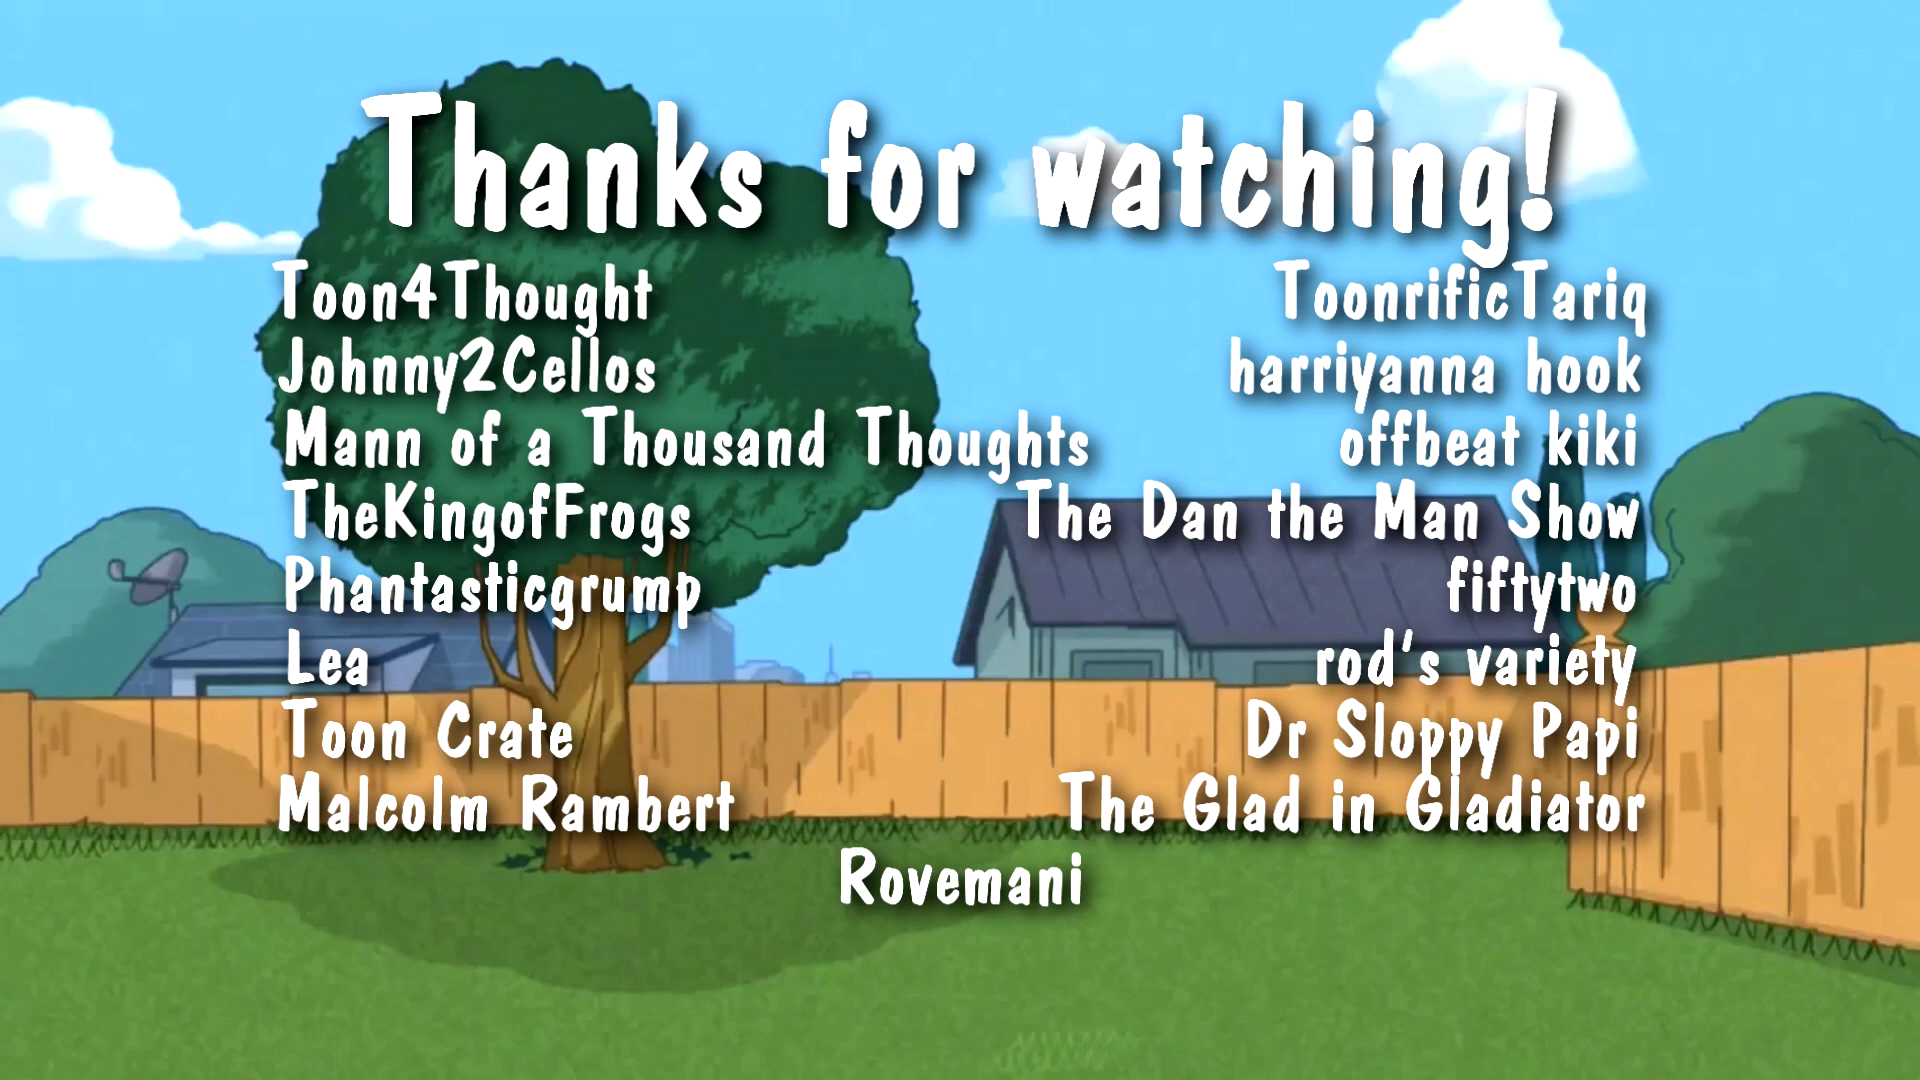 Thanks for watching!
Toon4Thought
ToonrificTariq
Johnny2Cellos
harriyanna hook
Mann of a Thousand Thoughts
offbeat kiki
TheKingofFrogs
The Dan the Man Show
Phantasticgrump
fiftytwo
Lea
rod's variety
Toon Crate
Dr Sloppy Papi
Malcolm Rambert
The Glad in Gladiator
Rovemani